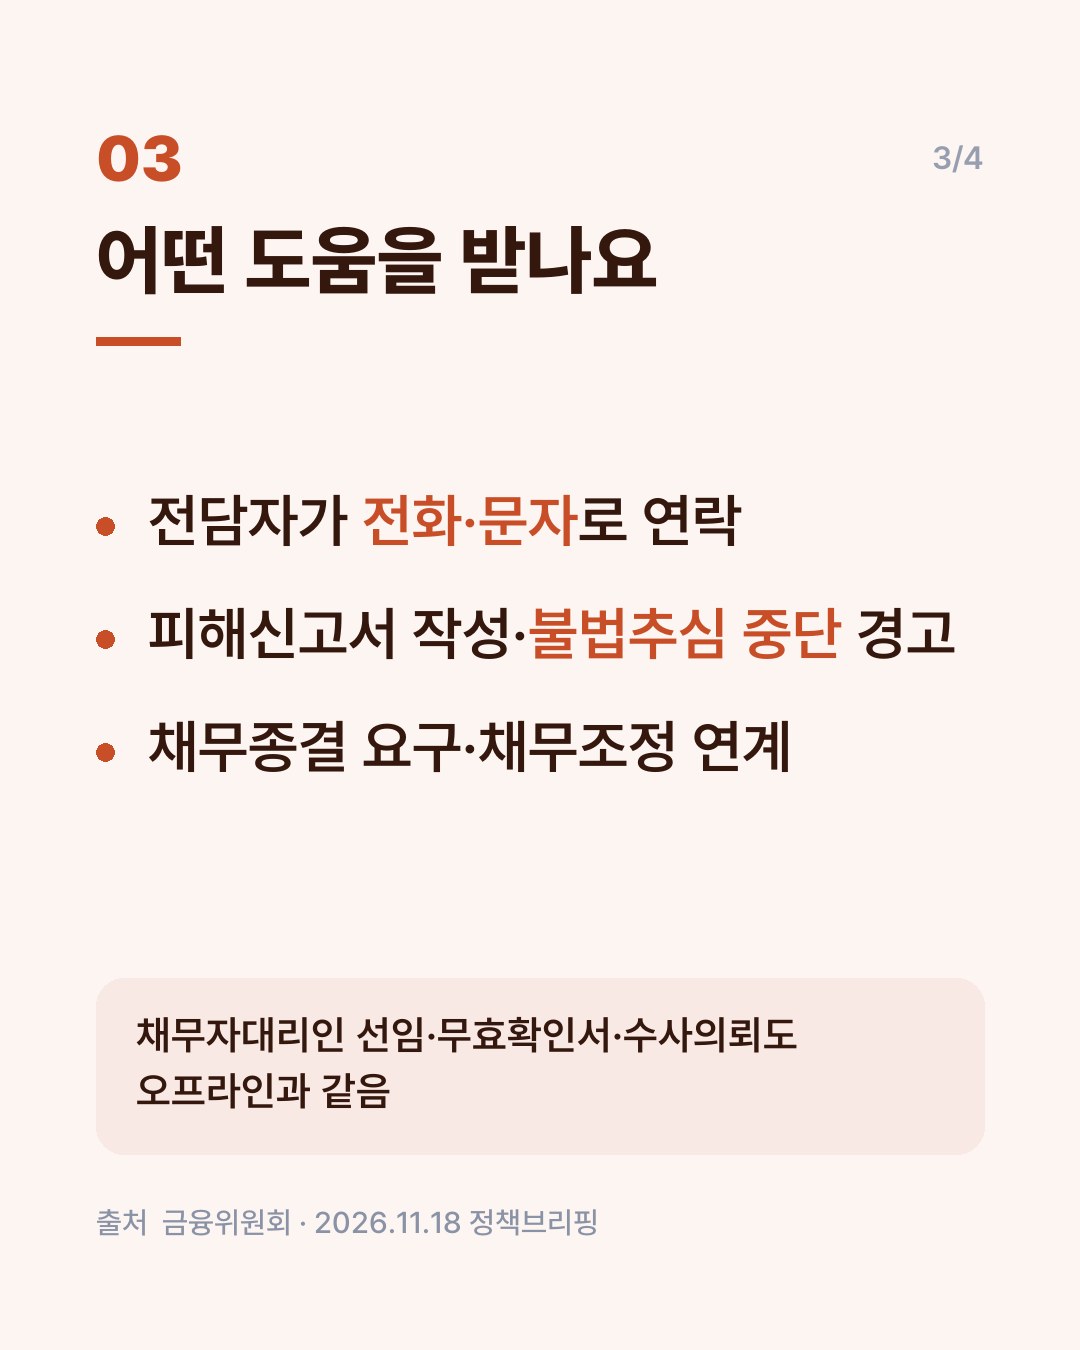 03
3/4
어떤 도움을 받나요
전담자가 전화·문자로 연락
피해신고서 작성·불법추심 중단 경고
채무종결 요구·채무조정 연계
채무자대리인 선임·무효확인서·수사의뢰도
오프라인과 같음
출처 금융위원회 · 2026.11.18 정책브리핑